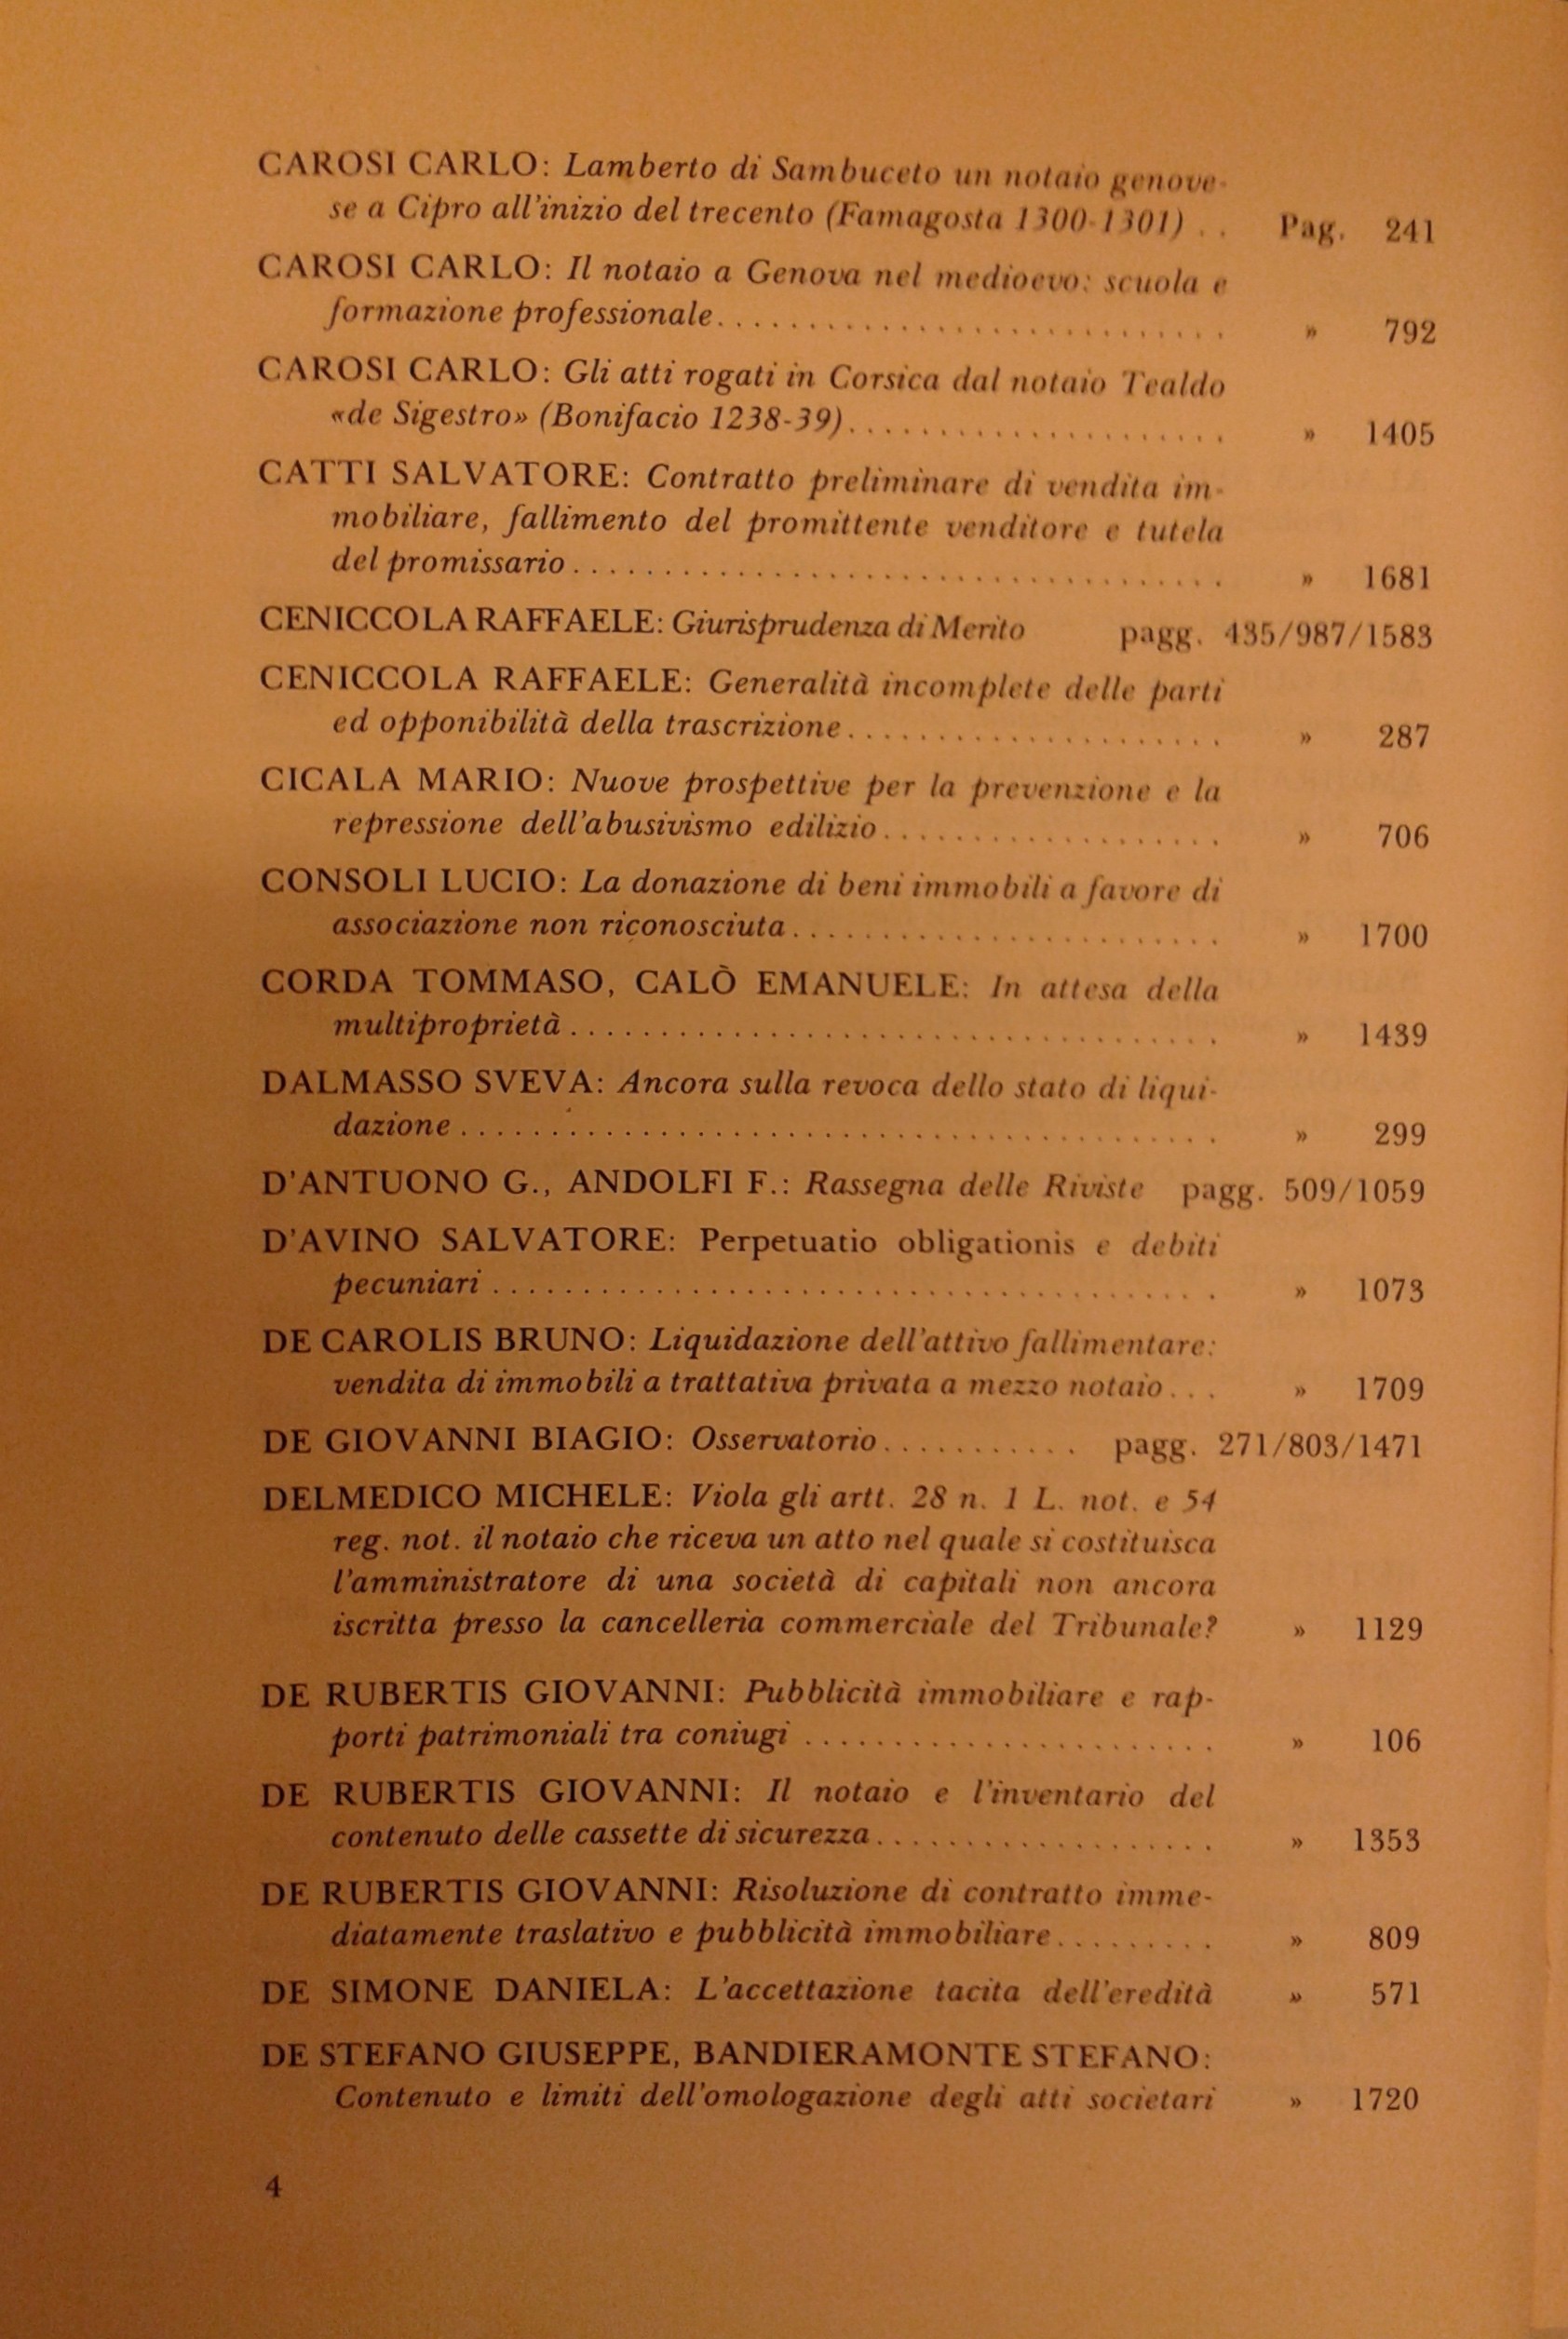 CAROSI CARLO: Lamberto di Sambuceto un notaio genove-
se a Cipro all'inizio del trecento (Famagosta 1300-1301) . . Pag. 241
CAROSI CARLO: Il notaio a Genova nel medioevo: scuola e
formazione professionale. . . . . . . . . . . . . . . . . . . . . . . . . . . . » 792
CAROSI CARLO: Gli atti rogati in Corsica dal notaio Tealdo
«de Sigestro» (Bonifacio 1238-39). . . . . . . . . . . . . . . . . . . . . » 1405
CATTI SALVATORE: Contratto preliminare di vendita im-
mobiliare, fallimento del promittente venditore e tutela
del promissario . . . . . . . . . . . . . . . . . . . . . . . . . . . . . . . . . . . . » 1681
CENICCOLA RAFFAELE: Giurisprudenza di Merito pagg. 435/987/1583
CENICCOLA RAFFAELE: Generalità incomplete delle parti
ed opponibilità della trascrizione. . . . . . . . . . . . . . . . . . . . . » 287
CICALA MARIO: Nuove prospettive per la prevenzione e la
repressione dell'abusivismo edilizio. . . . . . . . . . . . . . . . . . . » 706
CONSOLI LUCIO: La donazione di beni immobili a favore di
associazione non riconosciuta. . . . . . . . . . . . . . . . . . . . . . . . » 1700
CORDA TOMMASO, CALÒ EMANUELE: In attesa della
multiproprietà . . . . . . . . . . . . . . . . . . . . . . . . . . . . . . . . . . . . » 1439
DALMASSO SVEVA: Ancora sulla revoca dello stato di liqui-
dazione . . . . . . . . . . . . . . . . . . . . . . . . . . . . . . . . . . . . . . . . . . » 299
D'ANTUONO G., ANDOLFI F.: Rassegna delle Riviste pagg. 509/1059
D'AVINO SALVATORE: Perpetuatio obligationis e debiti
pecuniari . . . . . . . . . . . . . . . . . . . . . . . . . . . . . . . . . . . . . . . . » 1073
DE CAROLIS BRUNO: Liquidazione dell'attivo fallimentare:
vendita di immobili a trattativa privata a mezzo notaio . . . » 1709
DE GIOVANNI BIAGIO: Osservatorio. . . . . . . . . . . pagg. 271/803/1471
DELMEDICO MICHELE: Viola gli artt. 28 n. 1 L. not. e 54
reg. not. il notaio che riceva un atto nel quale si costituisca
l'amministratore di una società di capitali non ancora
iscritta presso la cancelleria commerciale del Tribunale? » 1129
DE RUBERTIS GIOVANNI: Pubblicità immobiliare e rap-
porti patrimoniali tra coniugi . . . . . . . . . . . . . . . . . . . . . . . » 106
DE RUBERTIS GIOVANNI: Il notaio e l'inventario del
contenuto delle cassette di sicurezza. . . . . . . . . . . . . . . . . . . » 1353
DE RUBERTIS GIOVANNI: Risoluzione di contratto imme-
diatamente traslativo e pubblicità immobiliare. . . . . . . . . » 809
DE SIMONE DANIELA: L'accettazione tacita dell'eredità » 571
DE STEFANO GIUSEPPE, BANDIERAMONTE STEFANO:
Contenuto e limiti dell'omologazione degli atti societari » 1720
4